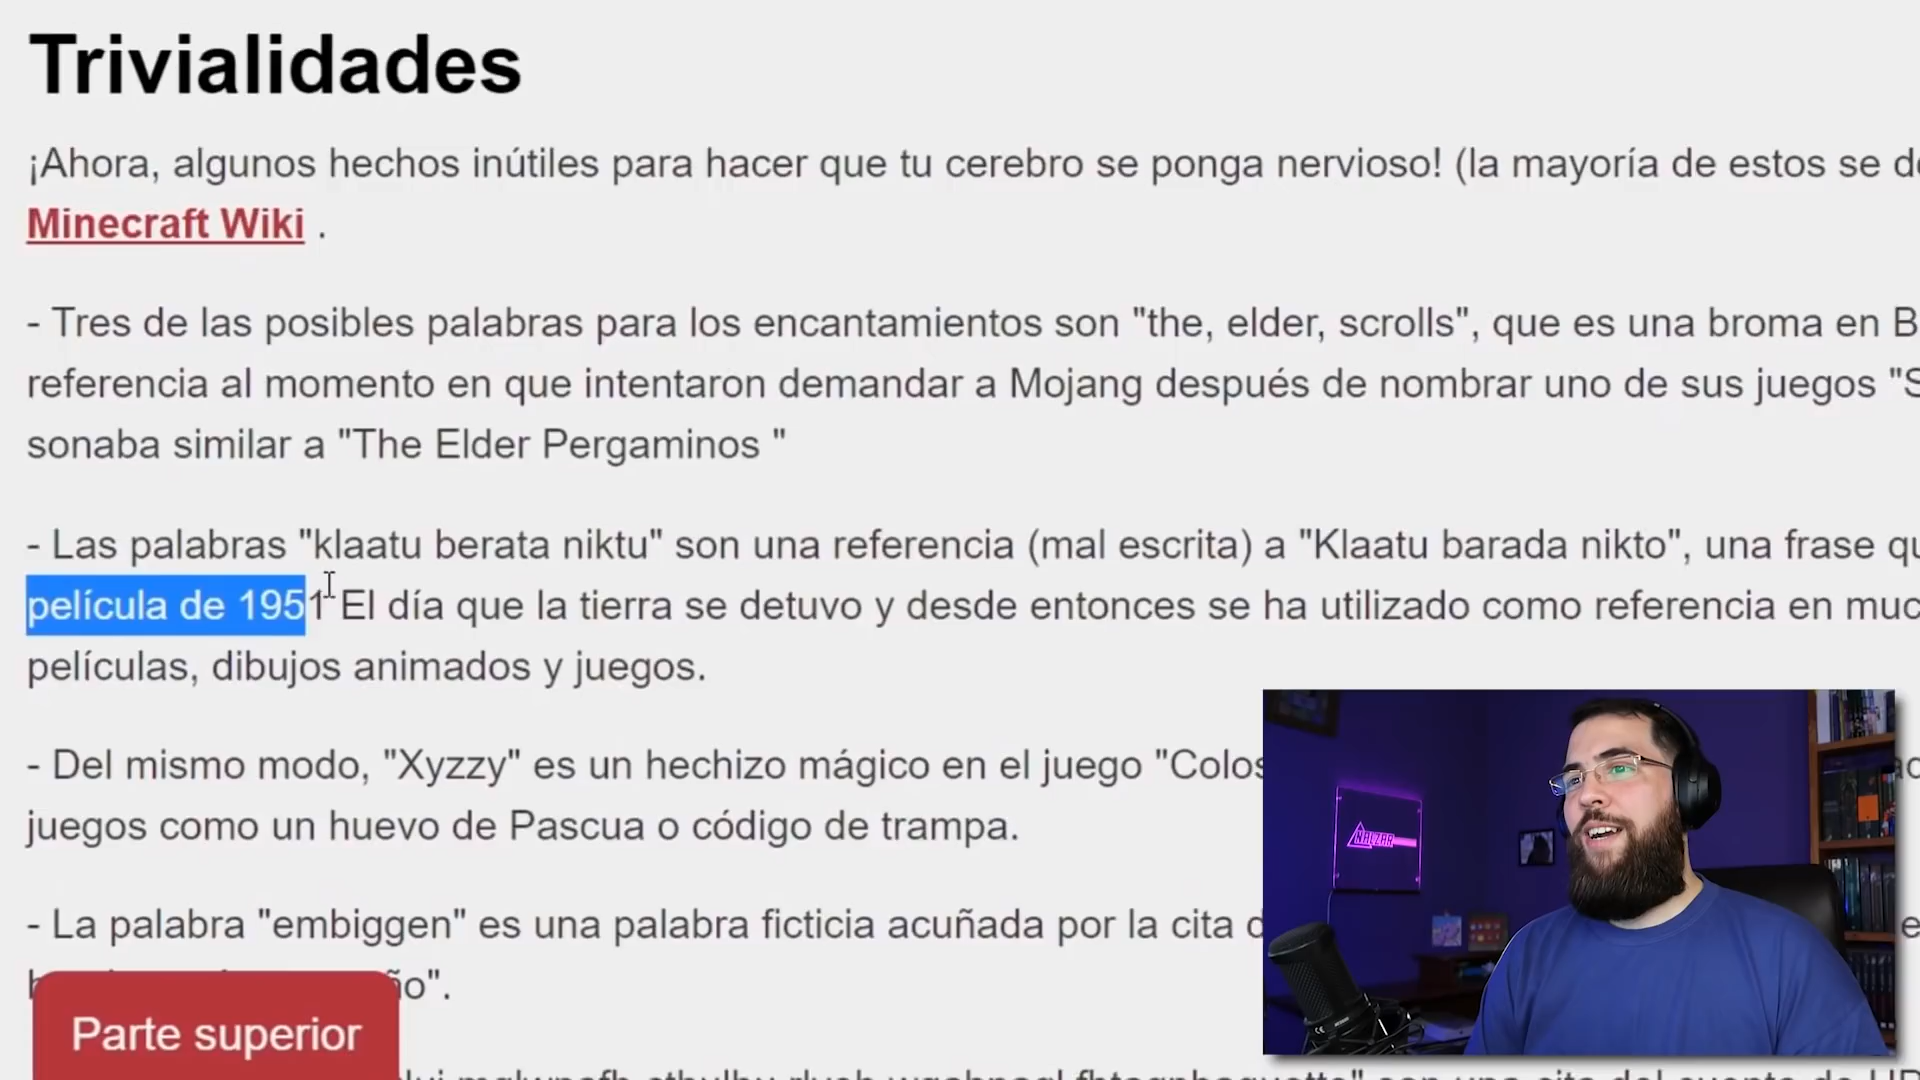 Trivialidades
¡Ahora, algunos hechos inútiles para hacer que tu cerebro se ponga nervioso! (la mayoría de estos se
Minecraft Wiki .
- Tres de las posibles palabras para los encantamientos son "the, elder, scrolls", que es una broma en
referencia al momento en que intentaron demandar a Mojang después de nombrar uno de sus juegos
sonaba similar a "The Elder Pergaminos "
- Las palabras "klaatu berata niktu" son una referencia (mal escrita) a "Klaatu barada nikto", una frase
película de 1951 El día que la tierra se detuvo y desde entonces se ha utilizado como referencia en
películas, dibujos animados y juegos.
- Del mismo modo, "Xyzzy" es un hechizo mágico en el juego
juegos como un huevo de Pascua o código de trampa.
- La palabra "embiggen" es una palabra ficticia acuñada por la cita
Parte superior
NALZAR